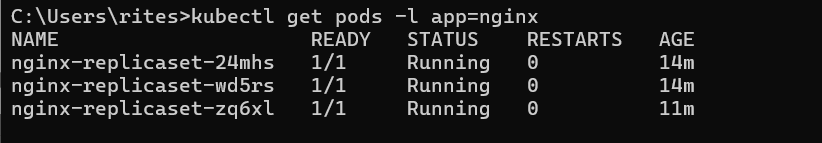 C:\Users\rites>kubectl get pods -l app=nginx
NAME                     READY   STATUS    RESTARTS   AGE
nginx-replicaset-24mhs   1/1     Running   0          14m
nginx-replicaset-wd5rs   1/1     Running   0          14m
nginx-replicaset-zq6xl   1/1     Running   0          11m